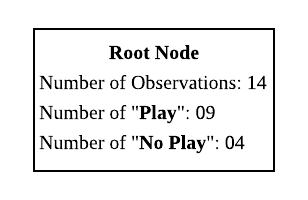 Root Node
Number of Observations: 14
Number of "Play": 09
Number of "No Play": 04